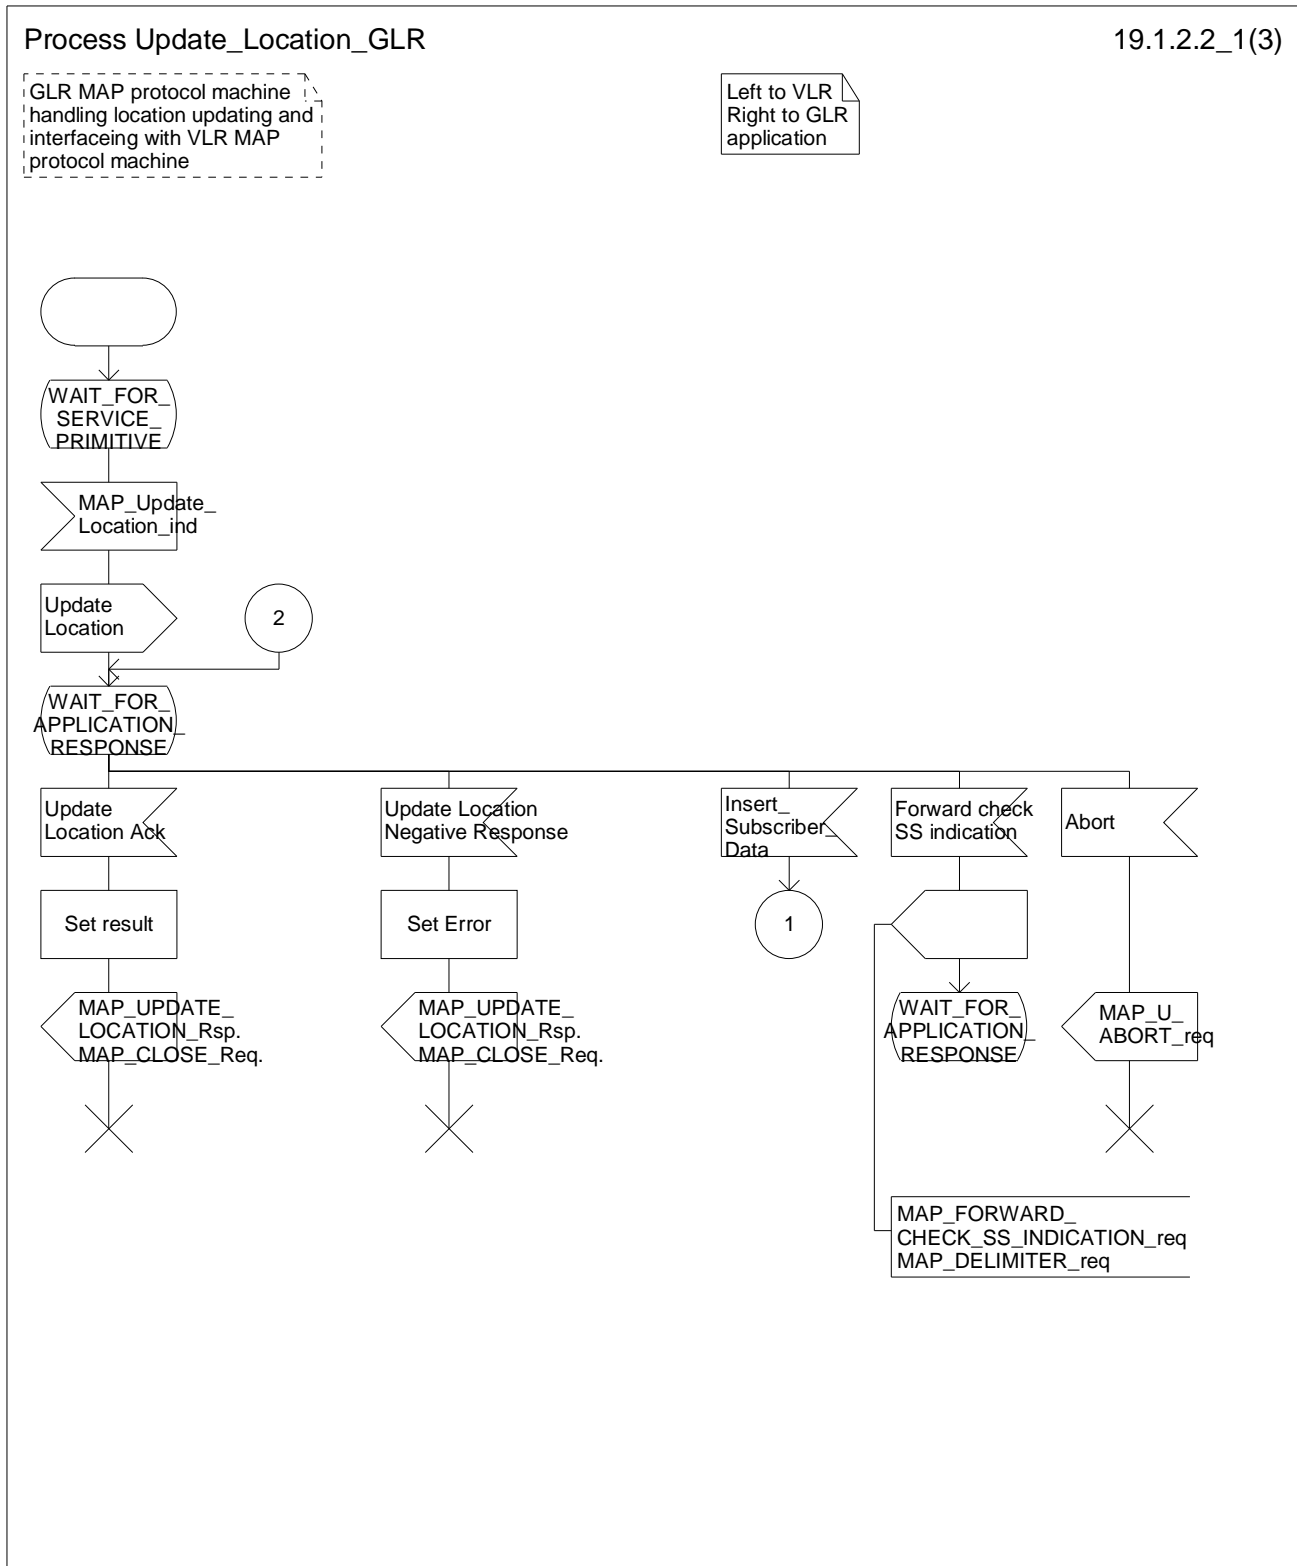 Process Update_Location_GLR
19.1.2.2_1(3)
GLR MAP protocol machine
handling location updating and
interfaceing with VLR MAP
protocol machine
Left to VLR
Right to GLR
application
WAIT_FOR_
SERVICE_
PRIMITIVE
MAP_Update_
Location_ind
Update
Location
2
WAIT_FOR_
APPLICATION_
RESPONSE
Update
Location Ack
Update Location
Negative Response
Insert_
Subscriber_
Data
Forward check
SS indication
Abort
Set result
Set Error
1
MAP_UPDATE_
LOCATION_Rsp.
MAP_CLOSE_Req.
MAP_UPDATE_
LOCATION_Rsp.
MAP_CLOSE_Req.
WAIT_FOR_
APPLICATION_
RESPONSE
MAP_U_
ABORT_req
MAP_FORWARD_
CHECK_SS_INDICATION_req
MAP_DELIMITER_req